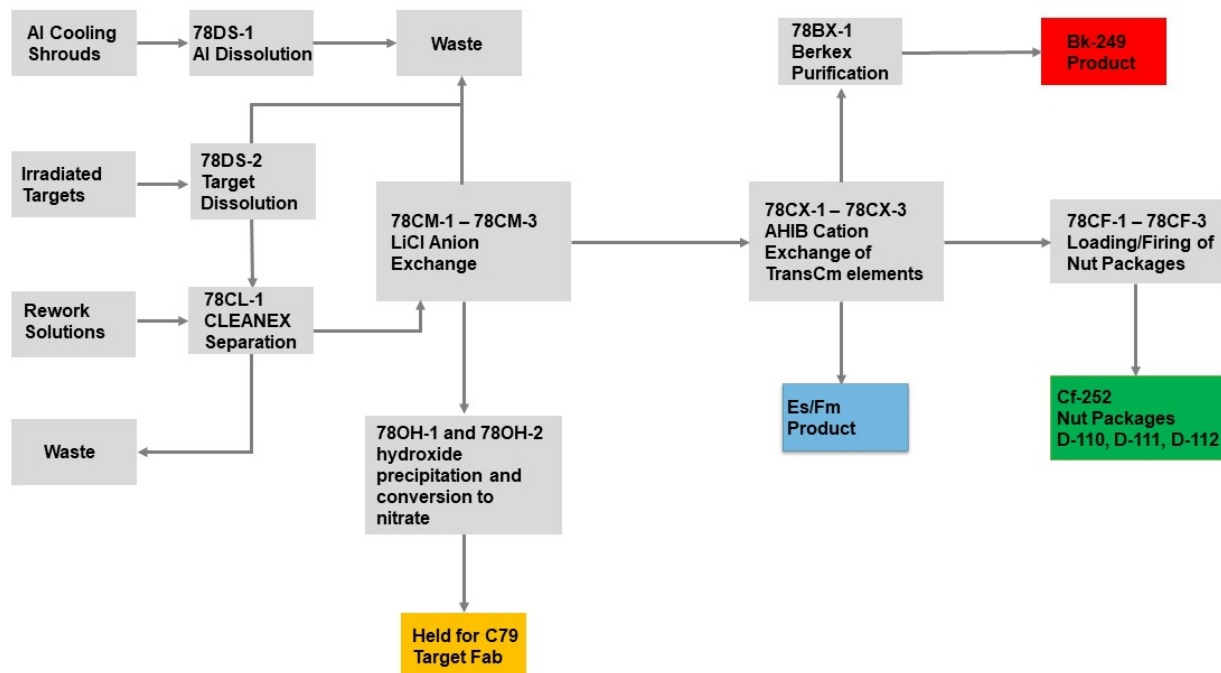 Al Cooling
Shrouds
78DS-1
Al Dissolution
Waste
78BX-1
Berkex
Purification
Bk-249
Product
Irradiated
Targets
78DS-2
Target
Dissolution
78CM-1 – 78CM-3
LiCl Anion
Exchange
78CX-1 – 78CX-3
AHIB Cation
Exchange of
TransCm elements
78CF-1 – 78CF-3
Loading/Firing of
Nut Packages
Rework
Solutions
78CL-1
CLEANEX
Separation
Waste
78OH-1 and 78OH-2
hydroxide
precipitation and
conversion to
nitrate
Es/Fm
Product
Cf-252
Nut Packages
D-110, D-111, D-112
Held for C79
Target Fab